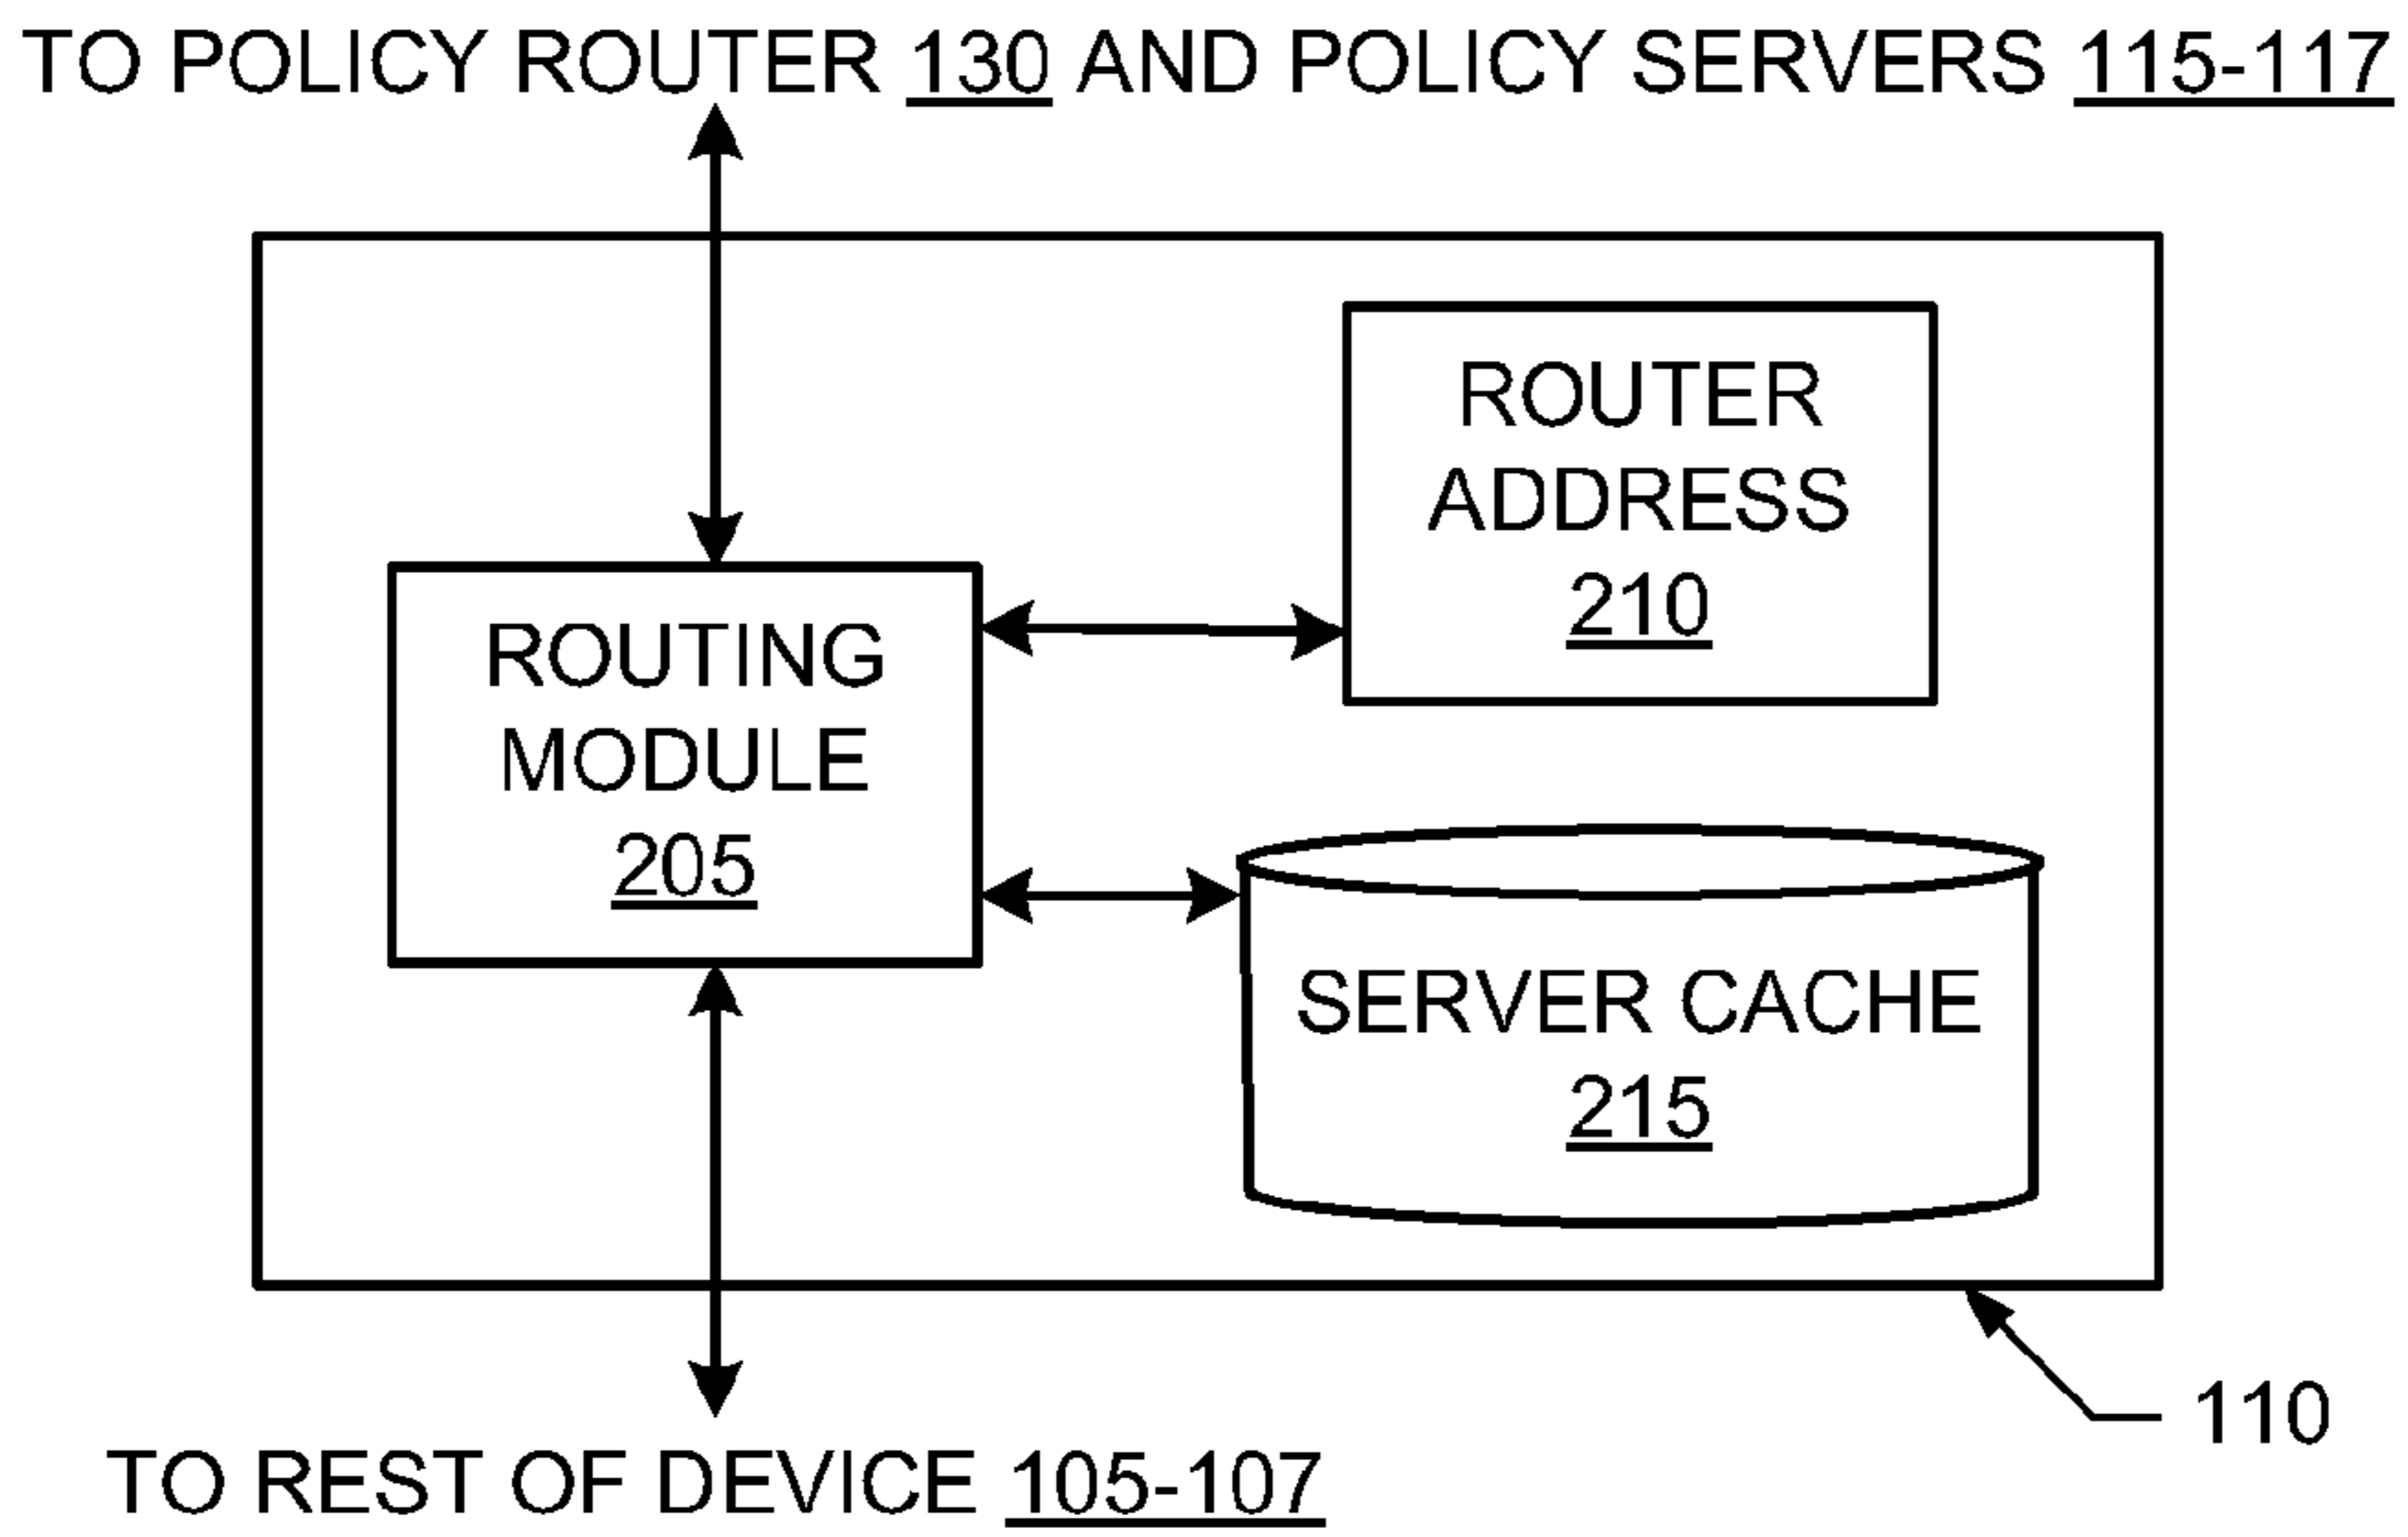 TO POLICY ROUTER 130 AND POLICY SERVERS 115-117
ROUTER
ADDRESS
210
ROUTING
MODULE
205
SERVER CACHE
215
110
TO REST OF DEVICE 105-107